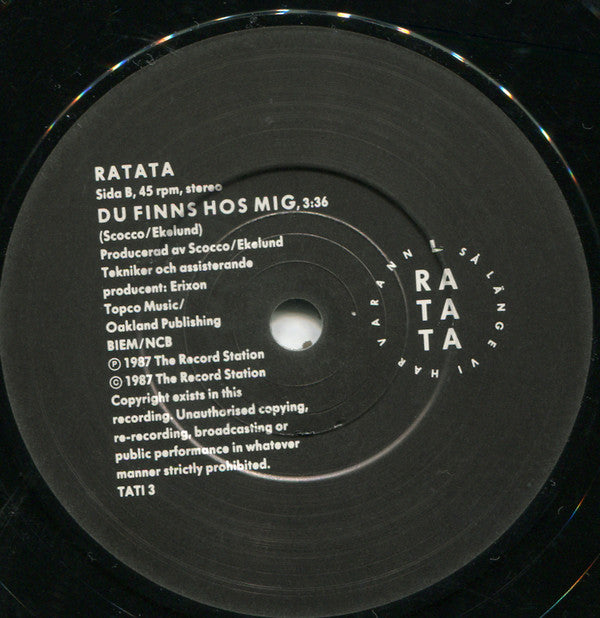 RATATA
Sida B, 45 rpm, stereo
DU FINNS HOS MIG, 3:36
(Scocco/Ekelund)
Producerad av Scocco/Ekelund
Tekniker och assisterande
producent: Erixon
Topco Music/
Oakland Publishing
BIEM/NCB
Ⓟ 1987 The Record Station
© 1987 The Record Station
Copyright exists in this
recording. Unauthorised copying,
re-recording, broadcasting or
public performance in whatever
manner strictly prohibited.
TATI 3
SÅ LÄNGE VI HAR VARANN
RA
TA
TA